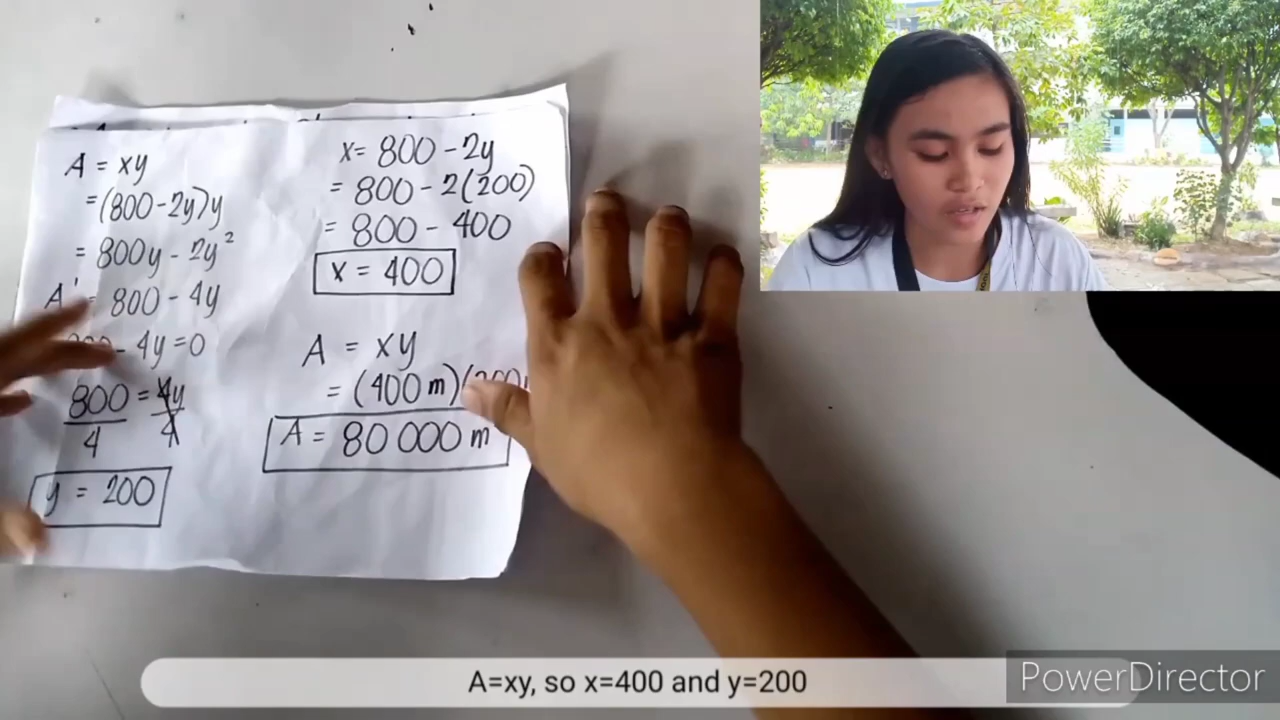 A = xy
=(800-2y)y
= 800y - 2y²
A' = 800 - 4y
- 4y = 0
800 = 4y
4 4
y = 200
x = 800 - 2y
= 800 - 2(200)
= 800 - 400
x = 400
A = xy
= (400 m)(200
A = 80 000 m
A=xy, so x=400 and y=200
PowerDirector